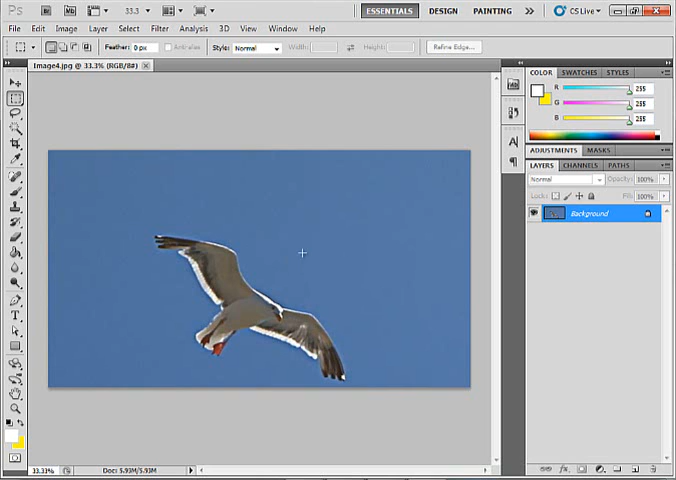 Ps Br Mb 33.3 ESSENTIALS DESIGN PAINTING CS Live
File Edit Image Layer Select Filter Analysis 3D View Window Help
Feather: 0 px Anti-alias Style: Normal Width: Height: Refine Edge...
Image4.jpg @ 33.3% (RGB/8#)
COLOR SWATCHES STYLES
R 255
G 255
B 255
ADJUSTMENTS MASKS
LAYERS CHANNELS PATHS
Normal Opacity: 100%
Lock: Fill: 100%
Background
33.33% Doc: 5.93M/5.93M